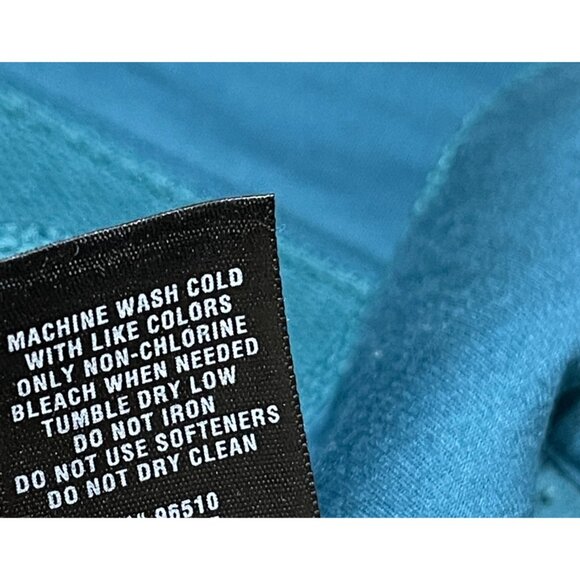 MACHINE WASH COLD
WITH LIKE COLORS
ONLY NON-CHLORINE
BLEACH WHEN NEEDED
TUMBLE DRY LOW
DO NOT IRON
DO NOT USE SOFTENERS
DO NOT DRY CLEAN
96510